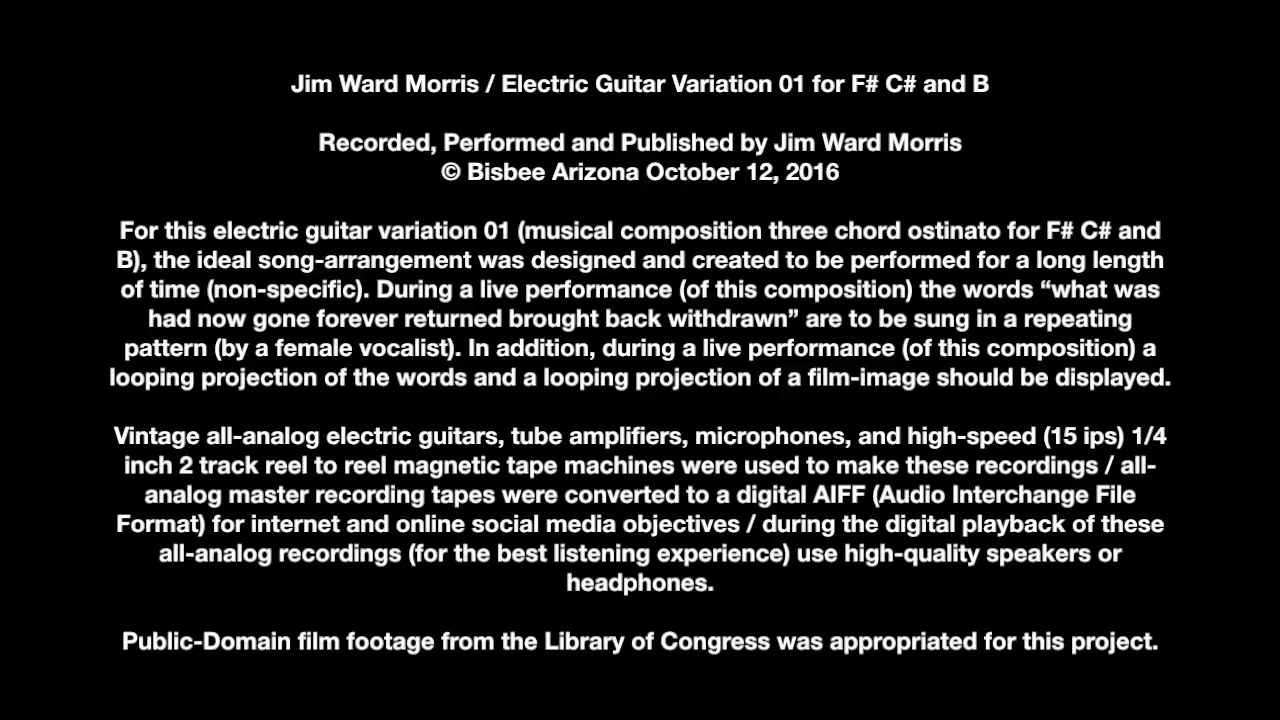 Jim Ward Morris / Electric Guitar Variation 01 for F# C# and B
Recorded, Performed and Published by Jim Ward Morris
© Bisbee Arizona October 12, 2016
For this electric guitar variation 01 (musical composition three chord ostinato for F# C# and
B), the ideal song-arrangement was designed and created to be performed for a long length
of time (non-specific). During a live performance (of this composition) the words “what was
had now gone forever returned brought back withdrawn” are to be sung in a repeating
pattern (by a female vocalist). In addition, during a live performance (of this composition) a
looping projection of the words and a looping projection of a film-image should be displayed.
Vintage all-analog electric guitars, tube amplifiers, microphones, and high-speed (15 ips) 1/4
inch 2 track reel to reel magnetic tape machines were used to make these recordings / all-
analog master recording tapes were converted to a digital AIFF (Audio Interchange File
Format) for internet and online social media objectives / during the digital playback of these
all-analog recordings (for the best listening experience) use high-quality speakers or
headphones.
Public-Domain film footage from the Library of Congress was appropriated for this project.